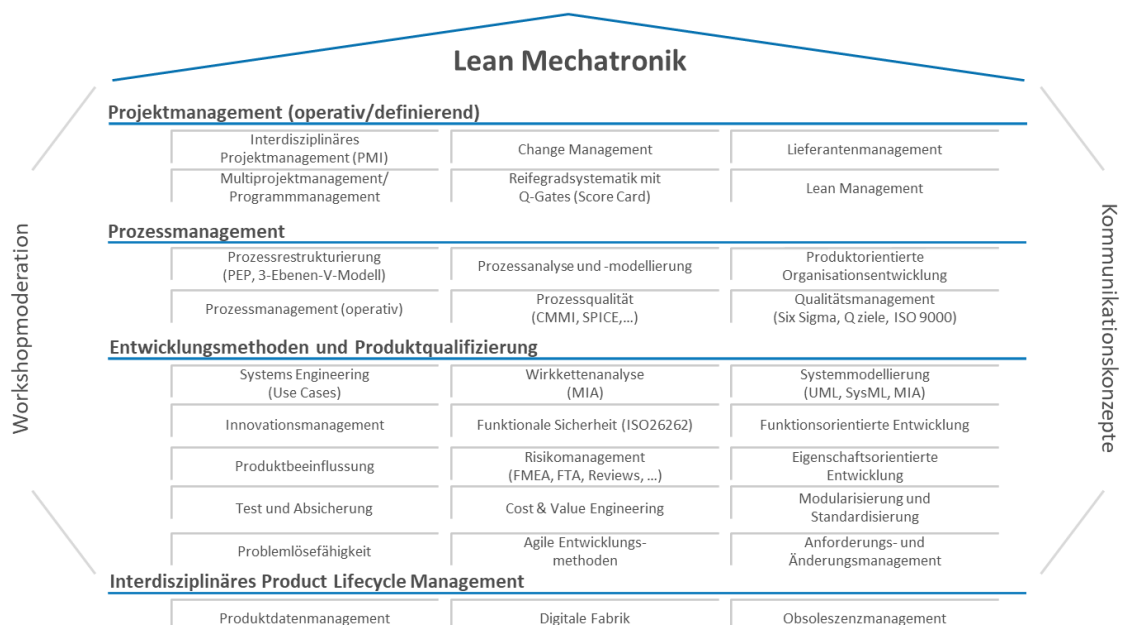 Lean Mechatronik
Projektmanagement (operativ/definierend)
Interdisziplinäres
Projektmanagement (PMI)
Change Management
Lieferantenmanagement
Multiprojektmanagement/
Programmmanagement
Reifegradsystematik mit
Q-Gates (Score Card)
Lean Management
Prozessmanagement
Prozessrestrukturierung
(PEP, 3-Ebenen-V-Modell)
Prozessanalyse und -modellierung
Produktorientierte
Organisationsentwicklung
Prozessmanagement (operativ)
Prozessqualität
(CMMI, SPICE,...)
Qualitätsmanagement
(Six Sigma, Q ziele, ISO 9000)
Entwicklungsmethoden und Produktqualifizierung
Systems Engineering
(Use Cases)
Wirkkettenanalyse
(MIA)
Systemmodellierung
(UML, SysML, MIA)
Innovationsmanagement
Funktionale Sicherheit (ISO26262)
Funktionsorientierte Entwicklung
Produktbeeinflussung
Risikomanagement
(FMEA, FTA, Reviews, ...)
Eigenschaftsorientierte
Entwicklung
Test und Absicherung
Cost & Value Engineering
Modularisierung und
Standardisierung
Problemlösefähigkeit
Agile Entwicklungs-
methoden
Anforderungs- und
Änderungsmanagement
Interdisziplinäres Product Lifecycle Management
Produktdatenmanagement
Digitale Fabrik
Obsoleszenzmanagement
Workshopmoderation
Kommunikationskonzepte